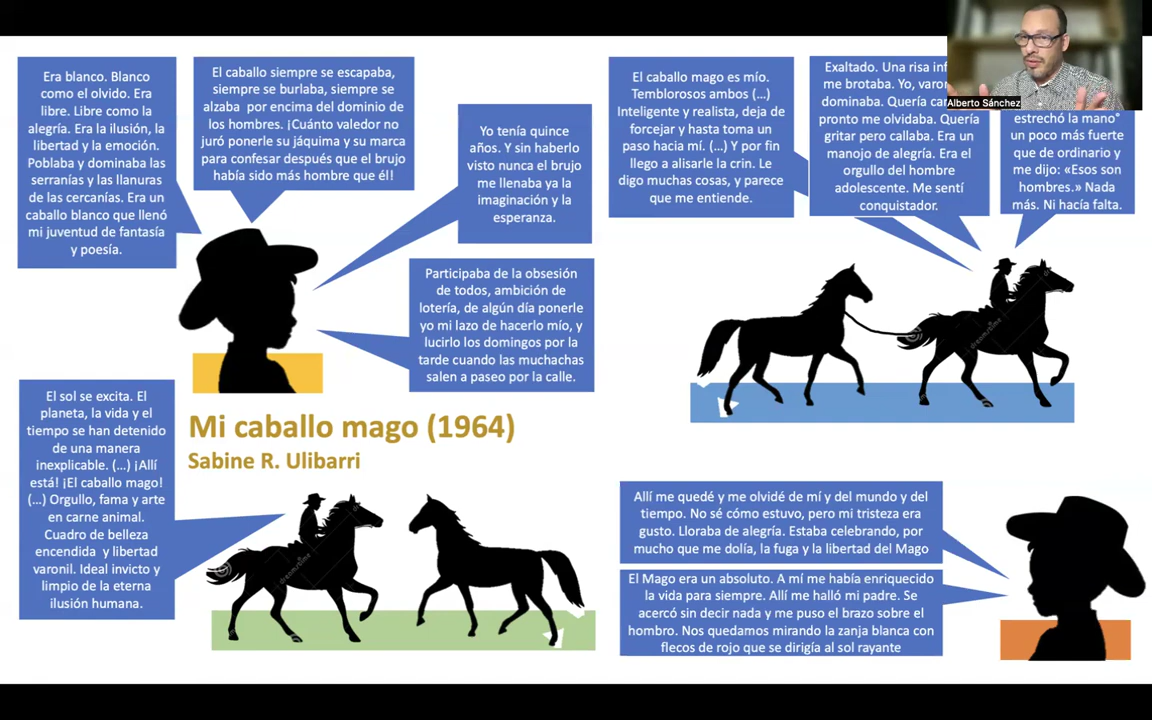 Era blanco. Blanco
como el olvido. Era
libre. Libre como la
alegría. Era la ilusión, la
libertad y la emoción.
Poblaba y dominaba las
serranías y las llanuras
de las cercanías. Era un
caballo blanco que llenó
mi juventud de fantasía
y poesía.
El caballo siempre se escapaba,
siempre se burlaba, siempre se
alzaba por encima del dominio de
los hombres. ¡Cuánto valedor no
juró ponerle su jáquima y su marca
para confesar después que el brujo
había sido más hombre que él!
Yo tenía quince
años. Y sin haberlo
visto nunca el brujo
me llenaba ya la
imaginación y la
esperanza.
Participaba de la obsesión
de todos, ambición de
lotería, de algún día ponerle
yo mi lazo de hacerlo mío, y
lucirlo los domingos por la
tarde cuando las muchachas
salen a paseo por la calle.
El sol se excita. El
planeta, la vida y el
tiempo se han detenido
de una manera
inexplicable. (…) ¡Allí
está! ¡El caballo mago!
(…) Orgullo, fama y arte
en carne animal.
Cuadro de belleza
encendida y libertad
varonil. Ideal invicto y
limpio de la eterna
ilusión humana.
Mi caballo mago (1964)
Sabine R. Ulibarri
dreamstime
El caballo mago es mío.
Temblorosos ambos (…)
Inteligente y realista, deja de
forcejar y hasta toma un
paso hacia mí. (…) Y por fin
llego a alisarle la crin. Le
digo muchas cosas, y parece
que me entiende.
Exaltado. Una risa
me brotaba. Yo,
dominaba. Quería
pronto me olvidaba. Quería
gritar pero callaba. Era un
manojo de alegría. Era el
orgullo del hombre
adolescente. Me sentí
conquistador.
Alberto Sánchez
estrechó la mano°
un poco más fuerte
que de ordinario y
me dijo: «Esos son
hombres.» Nada
más. Ni hacía falta.
dreamstime
Allí me quedé y me olvidé de mí y del mundo y del
tiempo. No sé cómo estuvo, pero mi tristeza era
gusto. Lloraba de alegría. Estaba celebrando, por
mucho que me dolía, la fuga y la libertad del Mago
El Mago era un absoluto. A mí me había enriquecido
la vida para siempre. Allí me halló mi padre. Se
acercó sin decir nada y me puso el brazo sobre el
hombro. Nos quedamos mirando la zanja blanca con
flecos de rojo que se dirigía al sol rayante